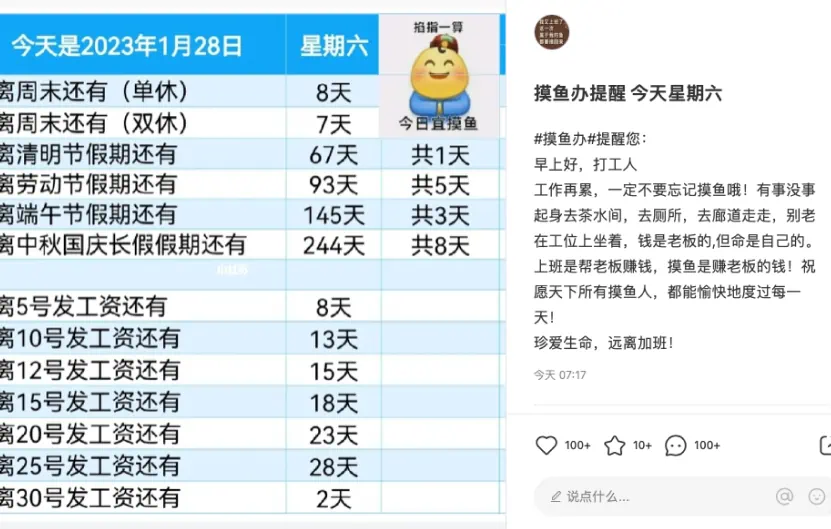 今天是2023年1月28日 星期六
掐指一算
今日宜摸鱼
离周末还有（单休） 8天
离周末还有（双休） 7天
离清明节假期还有 67天 共1天
离劳动节假期还有 93天 共5天
离端午节假期还有 145天 共3天
离中秋国庆长假假期还有 244天 共8天
小红书
离5号发工资还有 8天
离10号发工资还有 13天
离12号发工资还有 15天
离15号发工资还有 18天
离20号发工资还有 23天
离25号发工资还有 28天
离30号发工资还有 2天
摸鱼办提醒 今天星期六
#摸鱼办#提醒您：
早上好，打工人
工作再累，一定不要忘记摸鱼哦！有事没事
起身去茶水间，去厕所，去廊道走走，别老
在工位上坐着，钱是老板的,但命是自己的。
上班是帮老板赚钱，摸鱼是赚老板的钱！祝
愿天下所有摸鱼人，都能愉快地度过每一
天！
珍爱生命，远离加班！
今天 07:17
100+ 10+ 100+
说点什么...